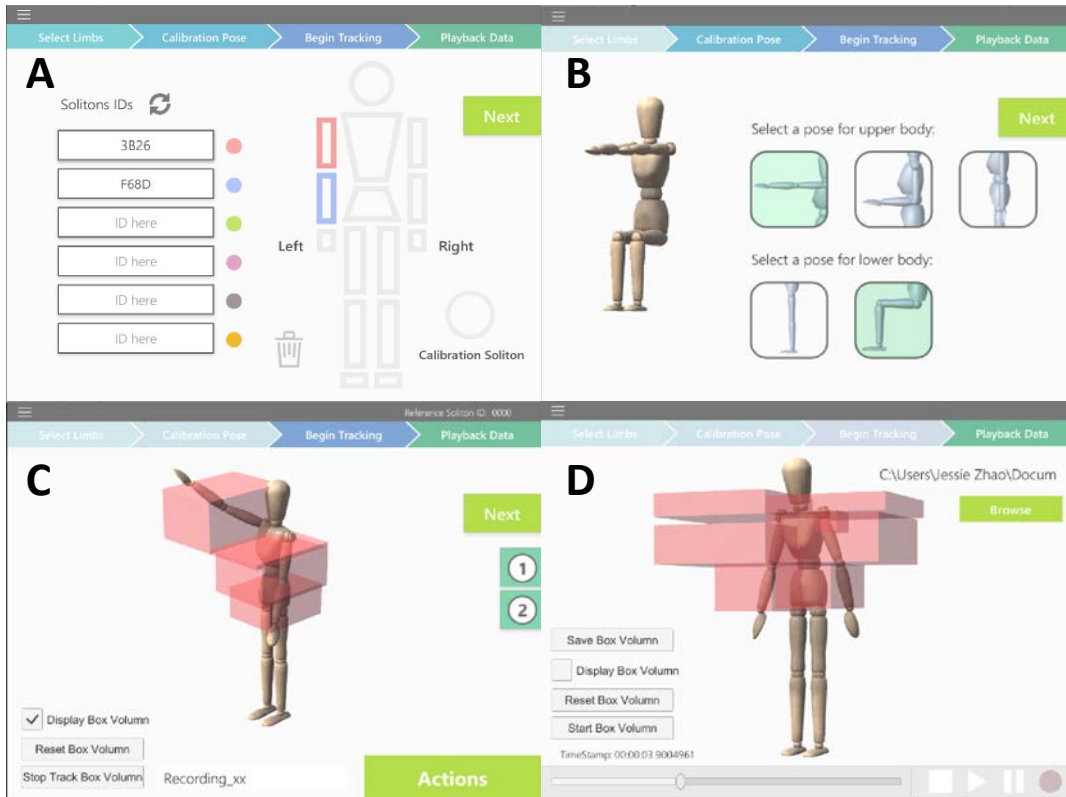 Select Limbs Calibration Pose Begin Tracking Playback Data
A
Solitons IDs
Next
3B26
F68D
ID here
ID here
ID here
ID here
Left
Right
Calibration Soliton
Select Limbs Calibration Pose Begin Tracking Playback Data
B
Next
Select a pose for upper body:
Select a pose for lower body:
Reference Soliton ID: 0000
Select Limbs Calibration Pose Begin Tracking Playback Data
C
Next
1
2
Display Box Volumn
Reset Box Volumn
Stop Track Box Volumn
Recording_xx
Actions
Select Limbs Calibration Pose Begin Tracking Playback Data
D
C:\Users\Jessie Zhao\Docum
Browse
Save Box Volumn
Display Box Volumn
Reset Box Volumn
Start Box Volumn
TimeStamp: 00:00:03.9004961